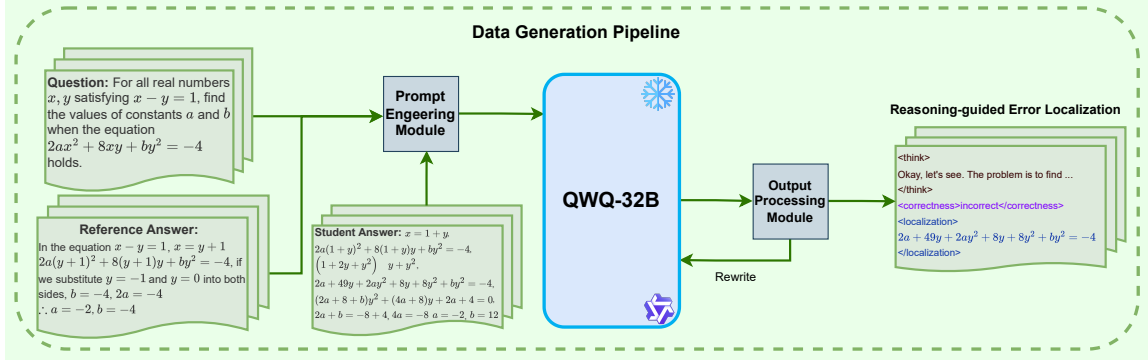 Data Generation Pipeline
Question: For all real numbers
x, y satisfying x − y = 1, find
the values of constants a and b
when the equation
2ax² + 8xy + by² = −4
holds.
Reference Answer:
In the equation x − y = 1, x = y + 1
2a(y + 1)² + 8(y + 1)y + by² = −4, if
we substitute y = −1 and y = 0 into both
sides, b = −4, 2a = −4
∴ a = −2, b = −4
Prompt
Engeering
Module
Student Answer: x = 1 + y.
2a(1 + y)² + 8(1 + y)y + by² = −4,
(1 + 2y + y²) y + y².
2a + 49y + 2ay² + 8y + 8y² + by² = −4,
(2a + 8 + b)y² + (4a + 8)y + 2a + 4 = 0.
2a + b = −8 + 4, 4a = −8 a = −2, b = 12
QWQ-32B
Output
Processing
Module
Rewrite
Reasoning-guided Error Localization
<think>
Okay, let's see. The problem is to find ...
</think>
<correctness>incorrect</correctness>
<localization>
2a + 49y + 2ay² + 8y + 8y² + by² = −4
</localization>